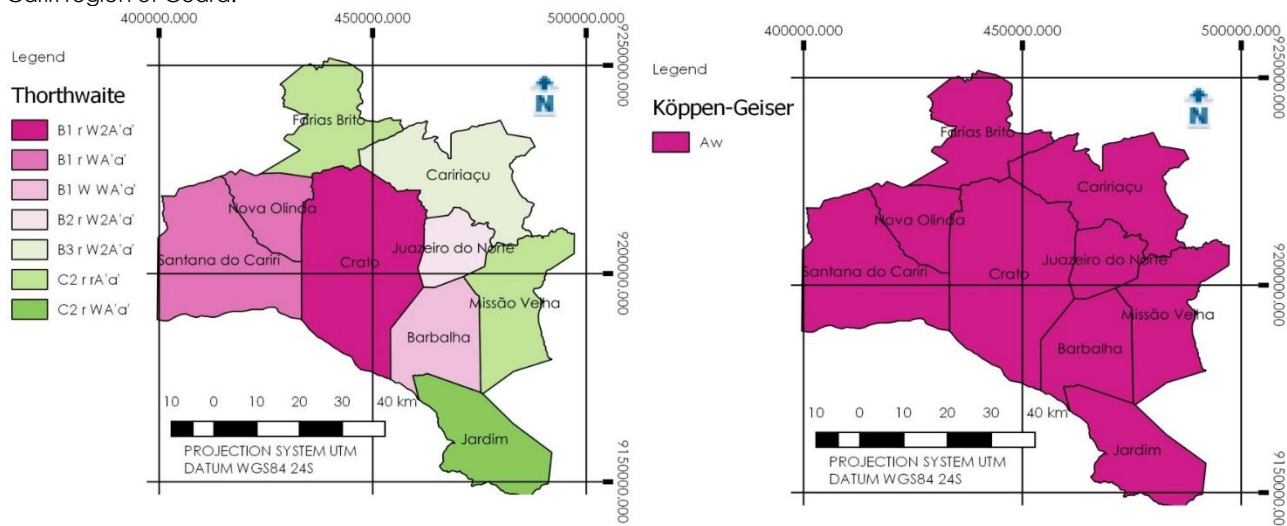 Cariri region of Ceará.
400000.000
450000.000
500000.000
9250000.000
9200000.000
9150000.000
Legend
Thorthwaite
B1 r W2A'a'
B1 r WA'a'
B1 W WA'a'
B2 r W2A'a'
B3 r W2A'a'
C2 r rA'a'
C2 r WA'a'
N
Farias Brito
Caririaçu
Nova Olinda
Juazeiro do Norte
Santana do Cariri
Crato
Missão Velha
Barbalha
Jardim
10 0 10 20 30 40 km
PROJECTION SYSTEM UTM
DATUM WGS84 24S
400000.000
450000.000
500000.000
9250000.000
9200000.000
9150000.000
Legend
Köppen-Geiser
Aw
N
Farias Brito
Caririaçu
Nova Olinda
Juazeiro do Norte
Santana do Cariri
Crato
Missão Velha
Barbalha
Jardim
10 0 10 20 30 40 km
PROJECTION SYSTEM UTM
DATUM WGS84 24S